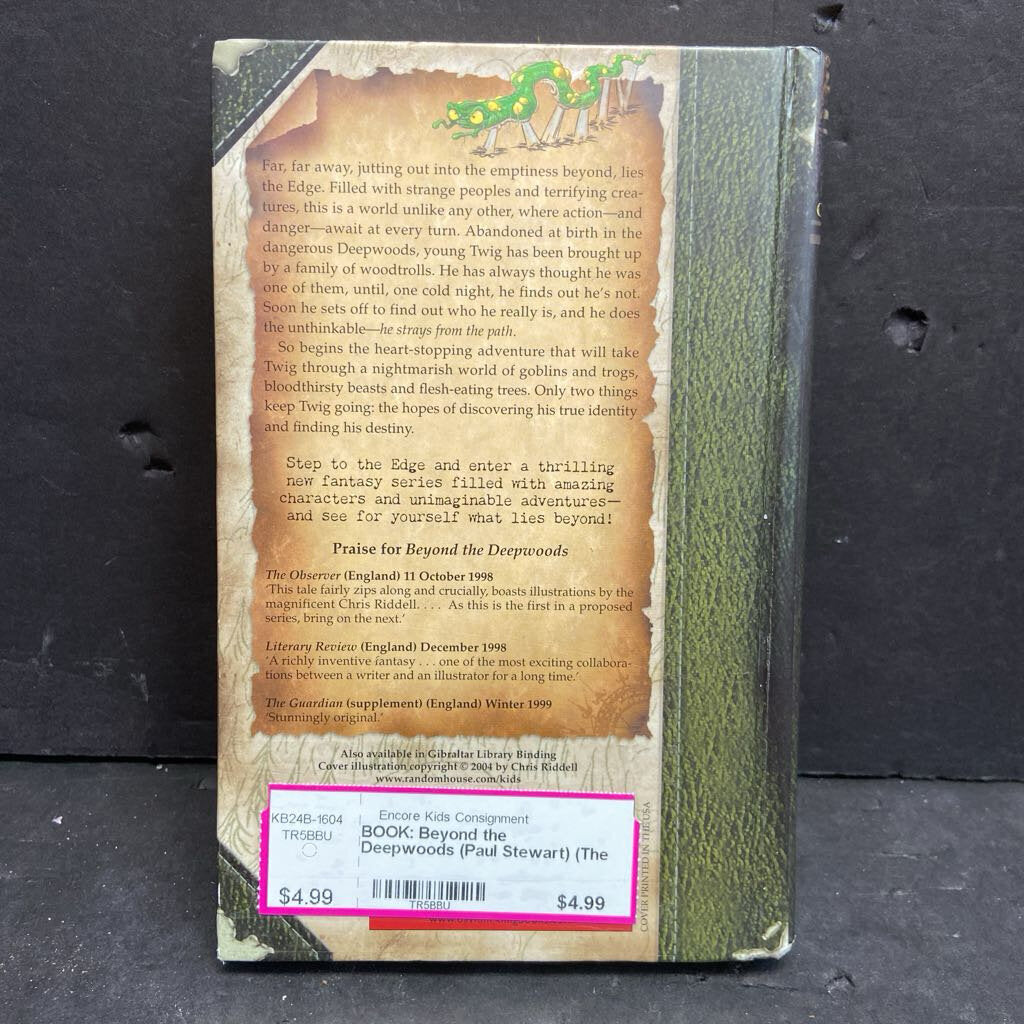 Far, far away, jutting out into the emptiness beyond, lies
the Edge. Filled with strange peoples and terrifying crea-
tures, this is a world unlike any other, where action—and
danger—await at every turn. Abandoned at birth in the
dangerous Deepwoods, young Twig has been brought up
by a family of woodtrolls. He has always thought he was
one of them, until, one cold night, he finds out he's not.
Soon he sets off to find out who he really is, and he does
the unthinkable—he strays from the path.
So begins the heart-stopping adventure that will take
Twig through a nightmarish world of goblins and trogs,
bloodthirsty beasts and flesh-eating trees. Only two things
keep Twig going: the hopes of discovering his true identity
and finding his destiny.
Step to the Edge and enter a thrilling
new fantasy series filled with amazing
characters and unimaginable adventures—
and see for yourself what lies beyond!
Praise for Beyond the Deepwoods
The Observer (England) 11 October 1998
'This tale fairly zips along and crucially, boasts illustrations by the
magnificent Chris Riddell. . . . As this is the first in a proposed
series, bring on the next.'
Literary Review (England) December 1998
'A richly inventive fantasy . . . one of the most exciting collabora-
tions between a writer and an illustrator for a long time.'
The Guardian (supplement) (England) Winter 1999
'Stunningly original.'
Also available in Gibraltar Library Binding
Cover illustration copyright © 2004 by Chris Riddell
www.randomhouse.com/kids
KB24B-1604
TR5BBU
$4.99
Encore Kids Consignment
BOOK: Beyond the
Deepwoods (Paul Stewart) (The
TR5BBU
$4.99
COVER PRINTED IN THE USA